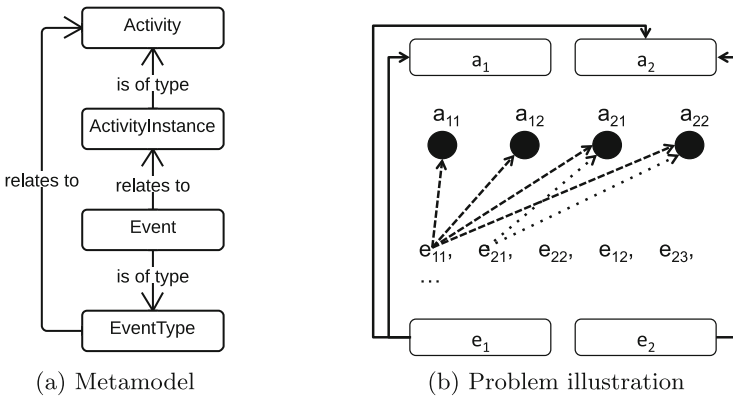 Activity
is of type
ActivityInstance
relates to
relates to
Event
is of type
EventType
(a) Metamodel
a1
a2
a11 a12 a21 a22
e11, e21, e22, e12, e23,
...
e1
e2
(b) Problem illustration